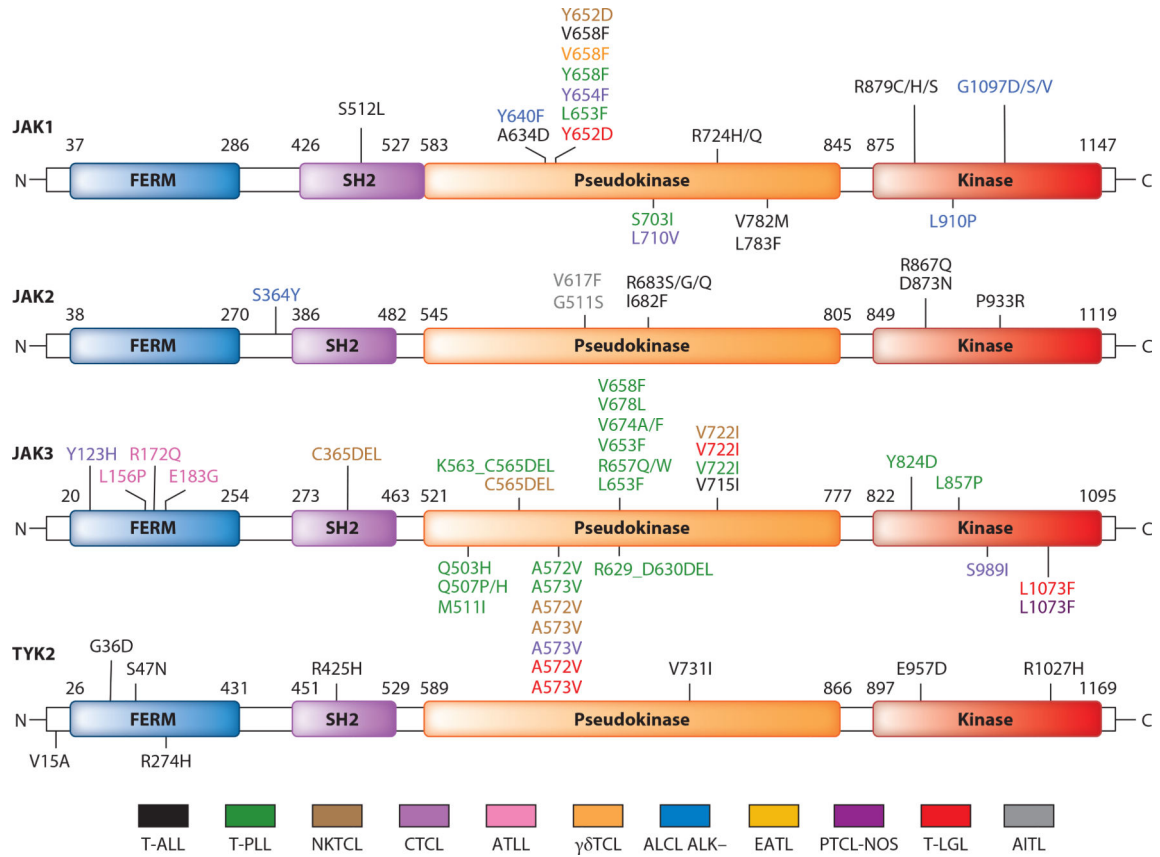 Y652D
V658F
V658F
Y658F
Y654F
L653F
Y652D
Y640F
A634D
S512L
R724H/Q
R879C/H/S
G1097D/S/V
JAK1
37 286 426 527 583 845 875 1147
N FERM SH2 Pseudokinase Kinase C
S703I
L710V
V782M
L783F
L910P
JAK2
S364Y
V617F
G511S
R683S/G/Q
I682F
R867Q
D873N
P933R
38 270 386 482 545 805 849 1119
N FERM SH2 Pseudokinase Kinase C
JAK3
Y123H
L156P
R172Q
E183G
C365DEL
K563_C565DEL
C565DEL
V658F
V678L
V674A/F
V653F
R657Q/W
L653F
V722I
V722I
V722I
V715I
Y824D
L857P
20 254 273 463 521 777 822 1095
N FERM SH2 Pseudokinase Kinase C
Q503H
Q507P/H
M511I
A572V
A573V
A572V
A573V
A573V
A572V
A573V
R629_D630DEL
S989I
L1073F
L1073F
TYK2
G36D
S47N
R425H
V731I
E957D
R1027H
26 431 451 529 589 866 897 1169
N FERM SH2 Pseudokinase Kinase C
V15A
R274H
T-ALL T-PLL NKTCL CTCL ATLL γδTCL ALCL ALK– EATL PTCL-NOS T-LGL AITL